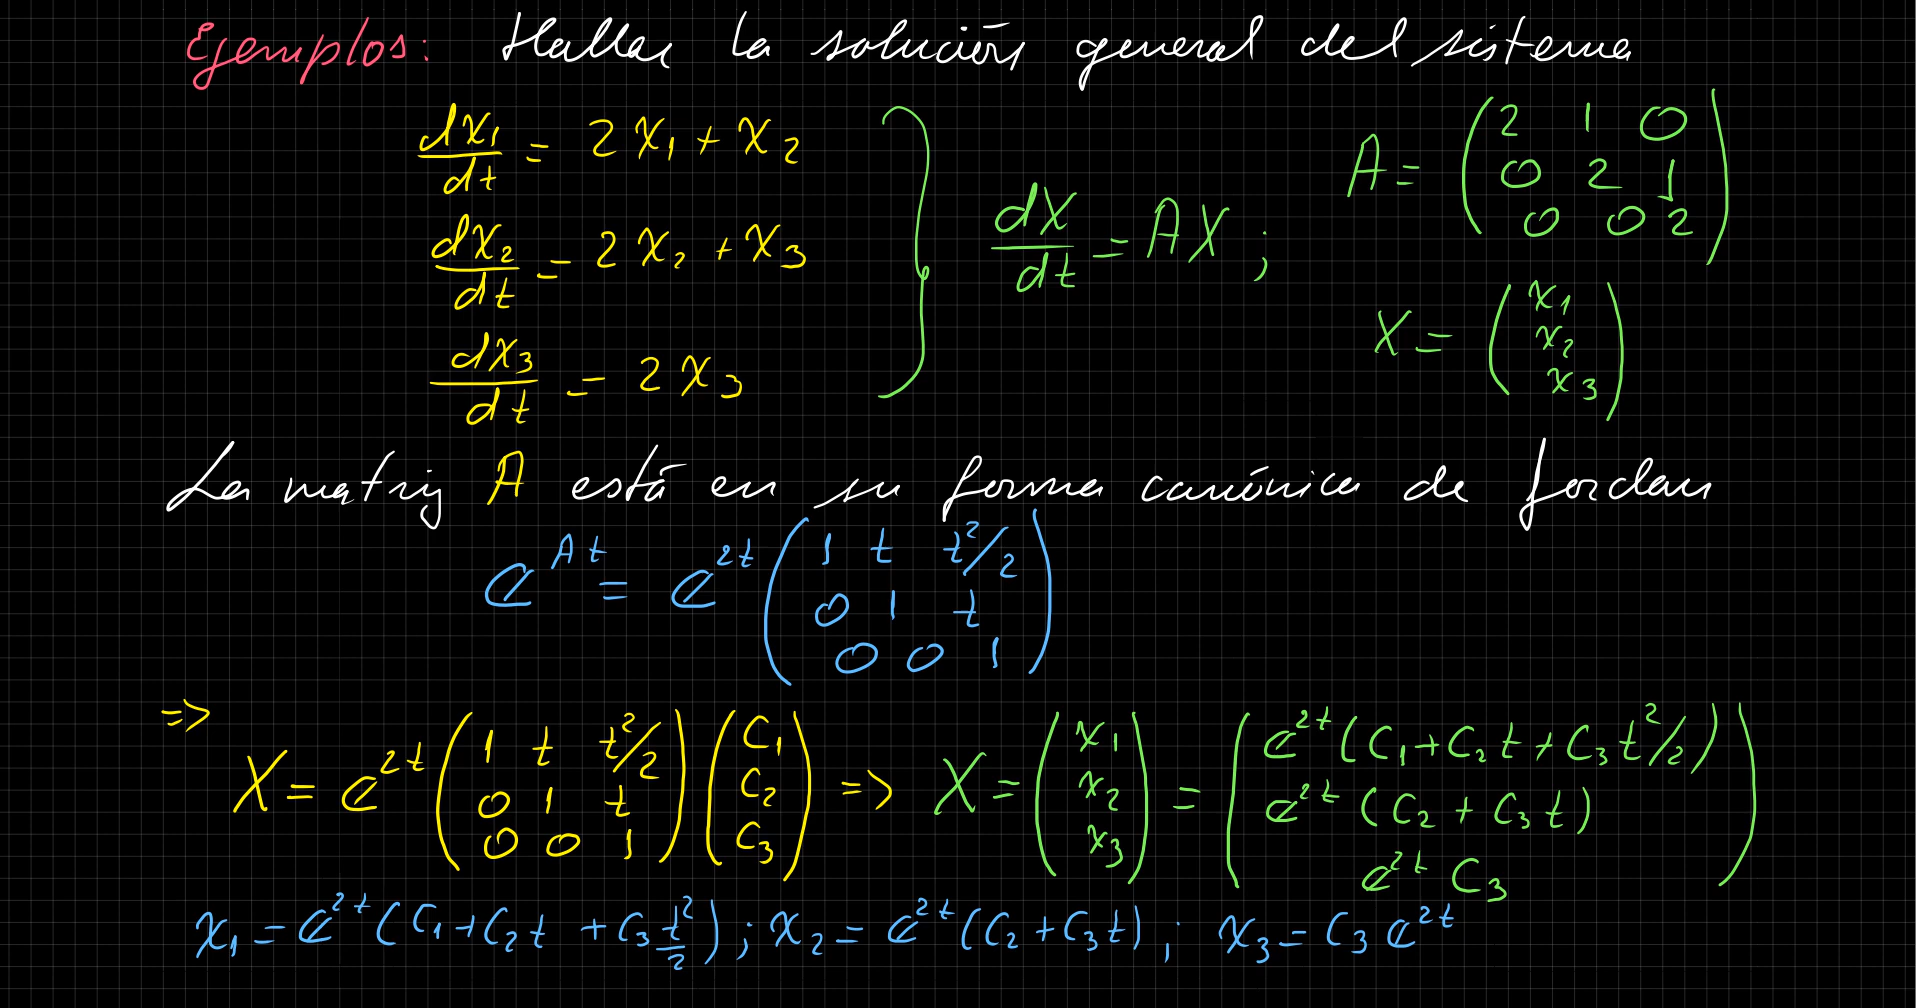 Ejemplos: Hallar la solución general del sistema
dx₁/dt = 2x₁ + x₂
dx₂/dt = 2x₂ + x₃
dx₃/dt = 2x₃
} dX/dt = AX ;
A = ( 2 1 0
0 2 1
0 0 2 )
X = ( x₁
x₂
x₃ )
La matriz A está en su forma canónica de Jordan
e^{At} = e^{2t} ( 1 t t²/2
0 1 t
0 0 1 )
=> X = e^{2t} ( 1 t t²/2
0 1 t
0 0 1 ) ( C₁
C₂
C₃ )
=> X = ( x₁
x₂
x₃ ) = ( e^{2t} (C₁ + C₂t + C₃t²/2)
e^{2t} (C₂ + C₃t)
e^{2t} C₃ )
x₁ = e^{2t} (C₁ + C₂t + C₃ t²/2) ; x₂ = e^{2t} (C₂ + C₃t) ; x₃ = C₃ e^{2t}